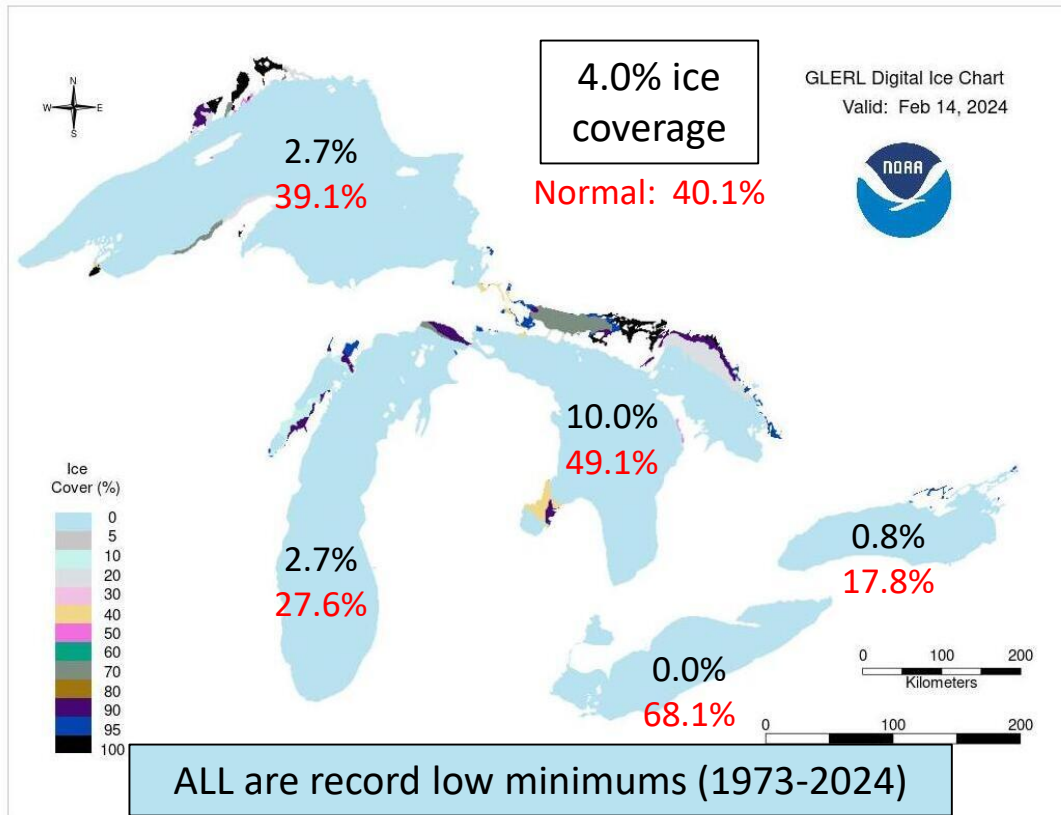 N
W E
S
4.0% ice
coverage
Normal: 40.1%
GLERL Digital Ice Chart
Valid: Feb 14, 2024
NOAA
2.7%
39.1%
10.0%
49.1%
2.7%
27.6%
0.8%
17.8%
0.0%
68.1%
Ice
Cover (%)
0
5
10
20
30
40
50
60
70
80
90
95
100
0 100 200
Kilometers
0 100 200
ALL are record low minimums (1973-2024)